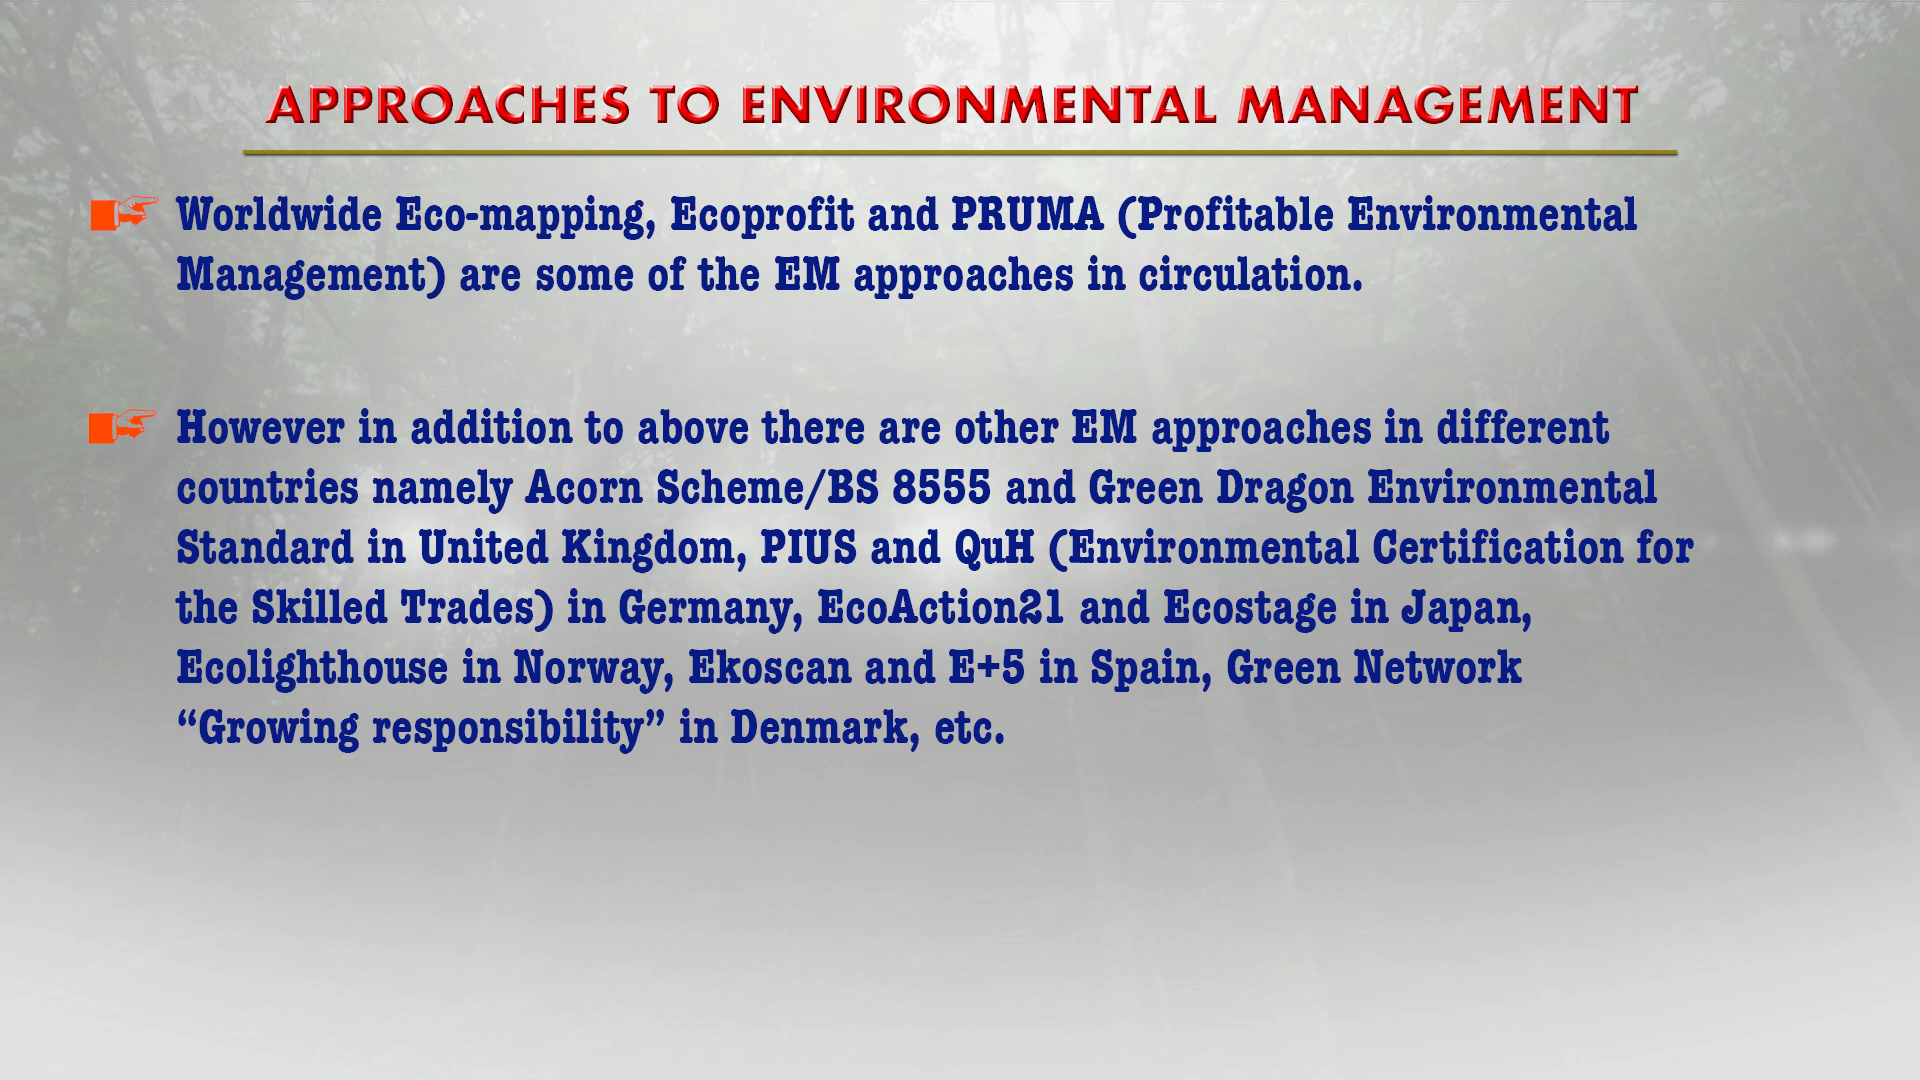 APPROACHES TO ENVIRONMENTAL MANAGEMENT
Worldwide Eco-mapping, Ecoprofit and PRUMA (Profitable Environmental
Management) are some of the EM approaches in circulation.
However in addition to above there are other EM approaches in different
countries namely Acorn Scheme/BS 8555 and Green Dragon Environmental
Standard in United Kingdom, PIUS and QuH (Environmental Certification for
the Skilled Trades) in Germany, EcoAction21 and Ecostage in Japan,
Ecolighthouse in Norway, Ekoscan and E+5 in Spain, Green Network
“Growing responsibility” in Denmark, etc.